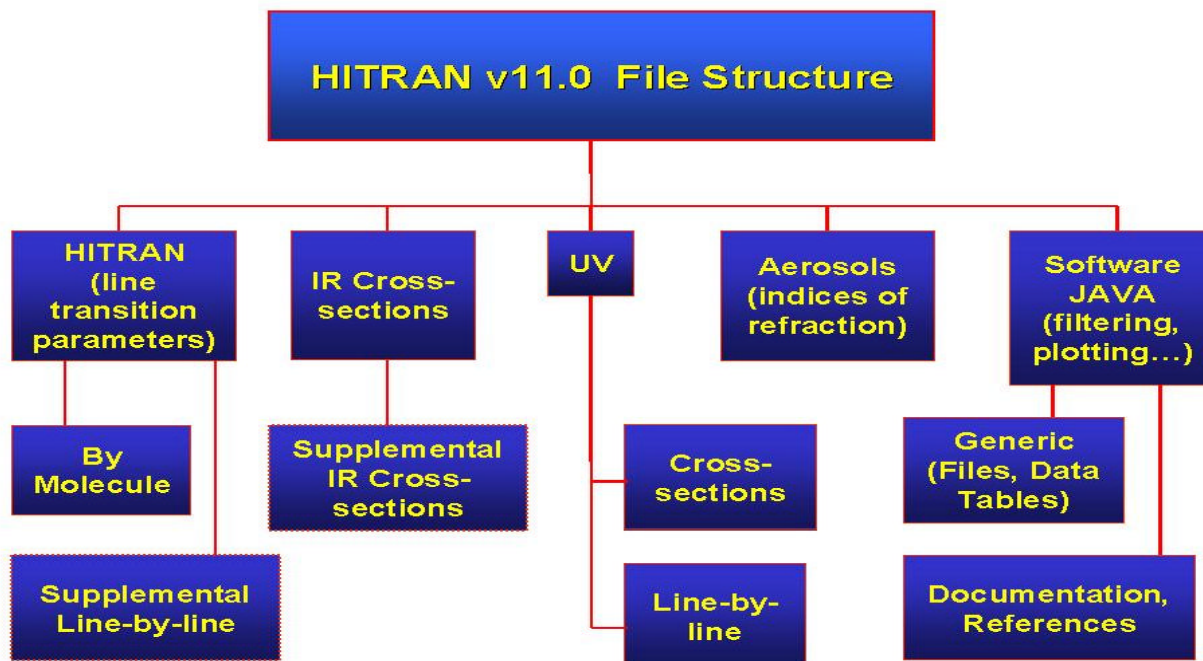 HITRAN v11.0 File Structure
HITRAN
(line
transition
parameters)
IR Cross-
sections
UV
Aerosols
(indices of
refraction)
Software
JAVA
(filtering,
plotting...)
By
Molecule
Supplemental
IR Cross-
sections
Cross-
sections
Generic
(Files, Data
Tables)
Supplemental
Line-by-line
Line-by-
line
Documentation,
References